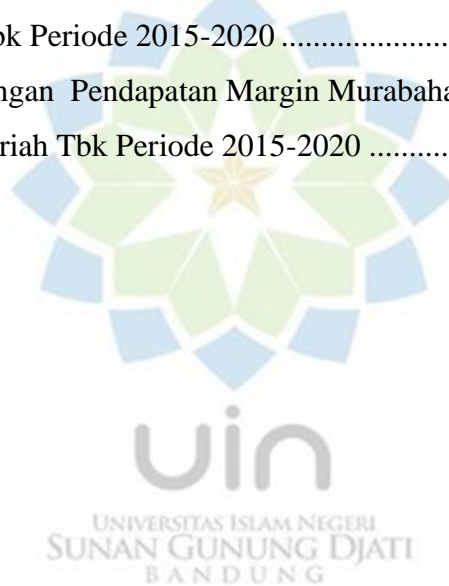 bk Periode 2015-2020 .....................
ngan Pendapatan Margin Murabaha
riah Tbk Periode 2015-2020 ..........
uin
UNIVERSITAS ISLAM NEGERI
SUNAN GUNUNG DJATI
BANDUNG